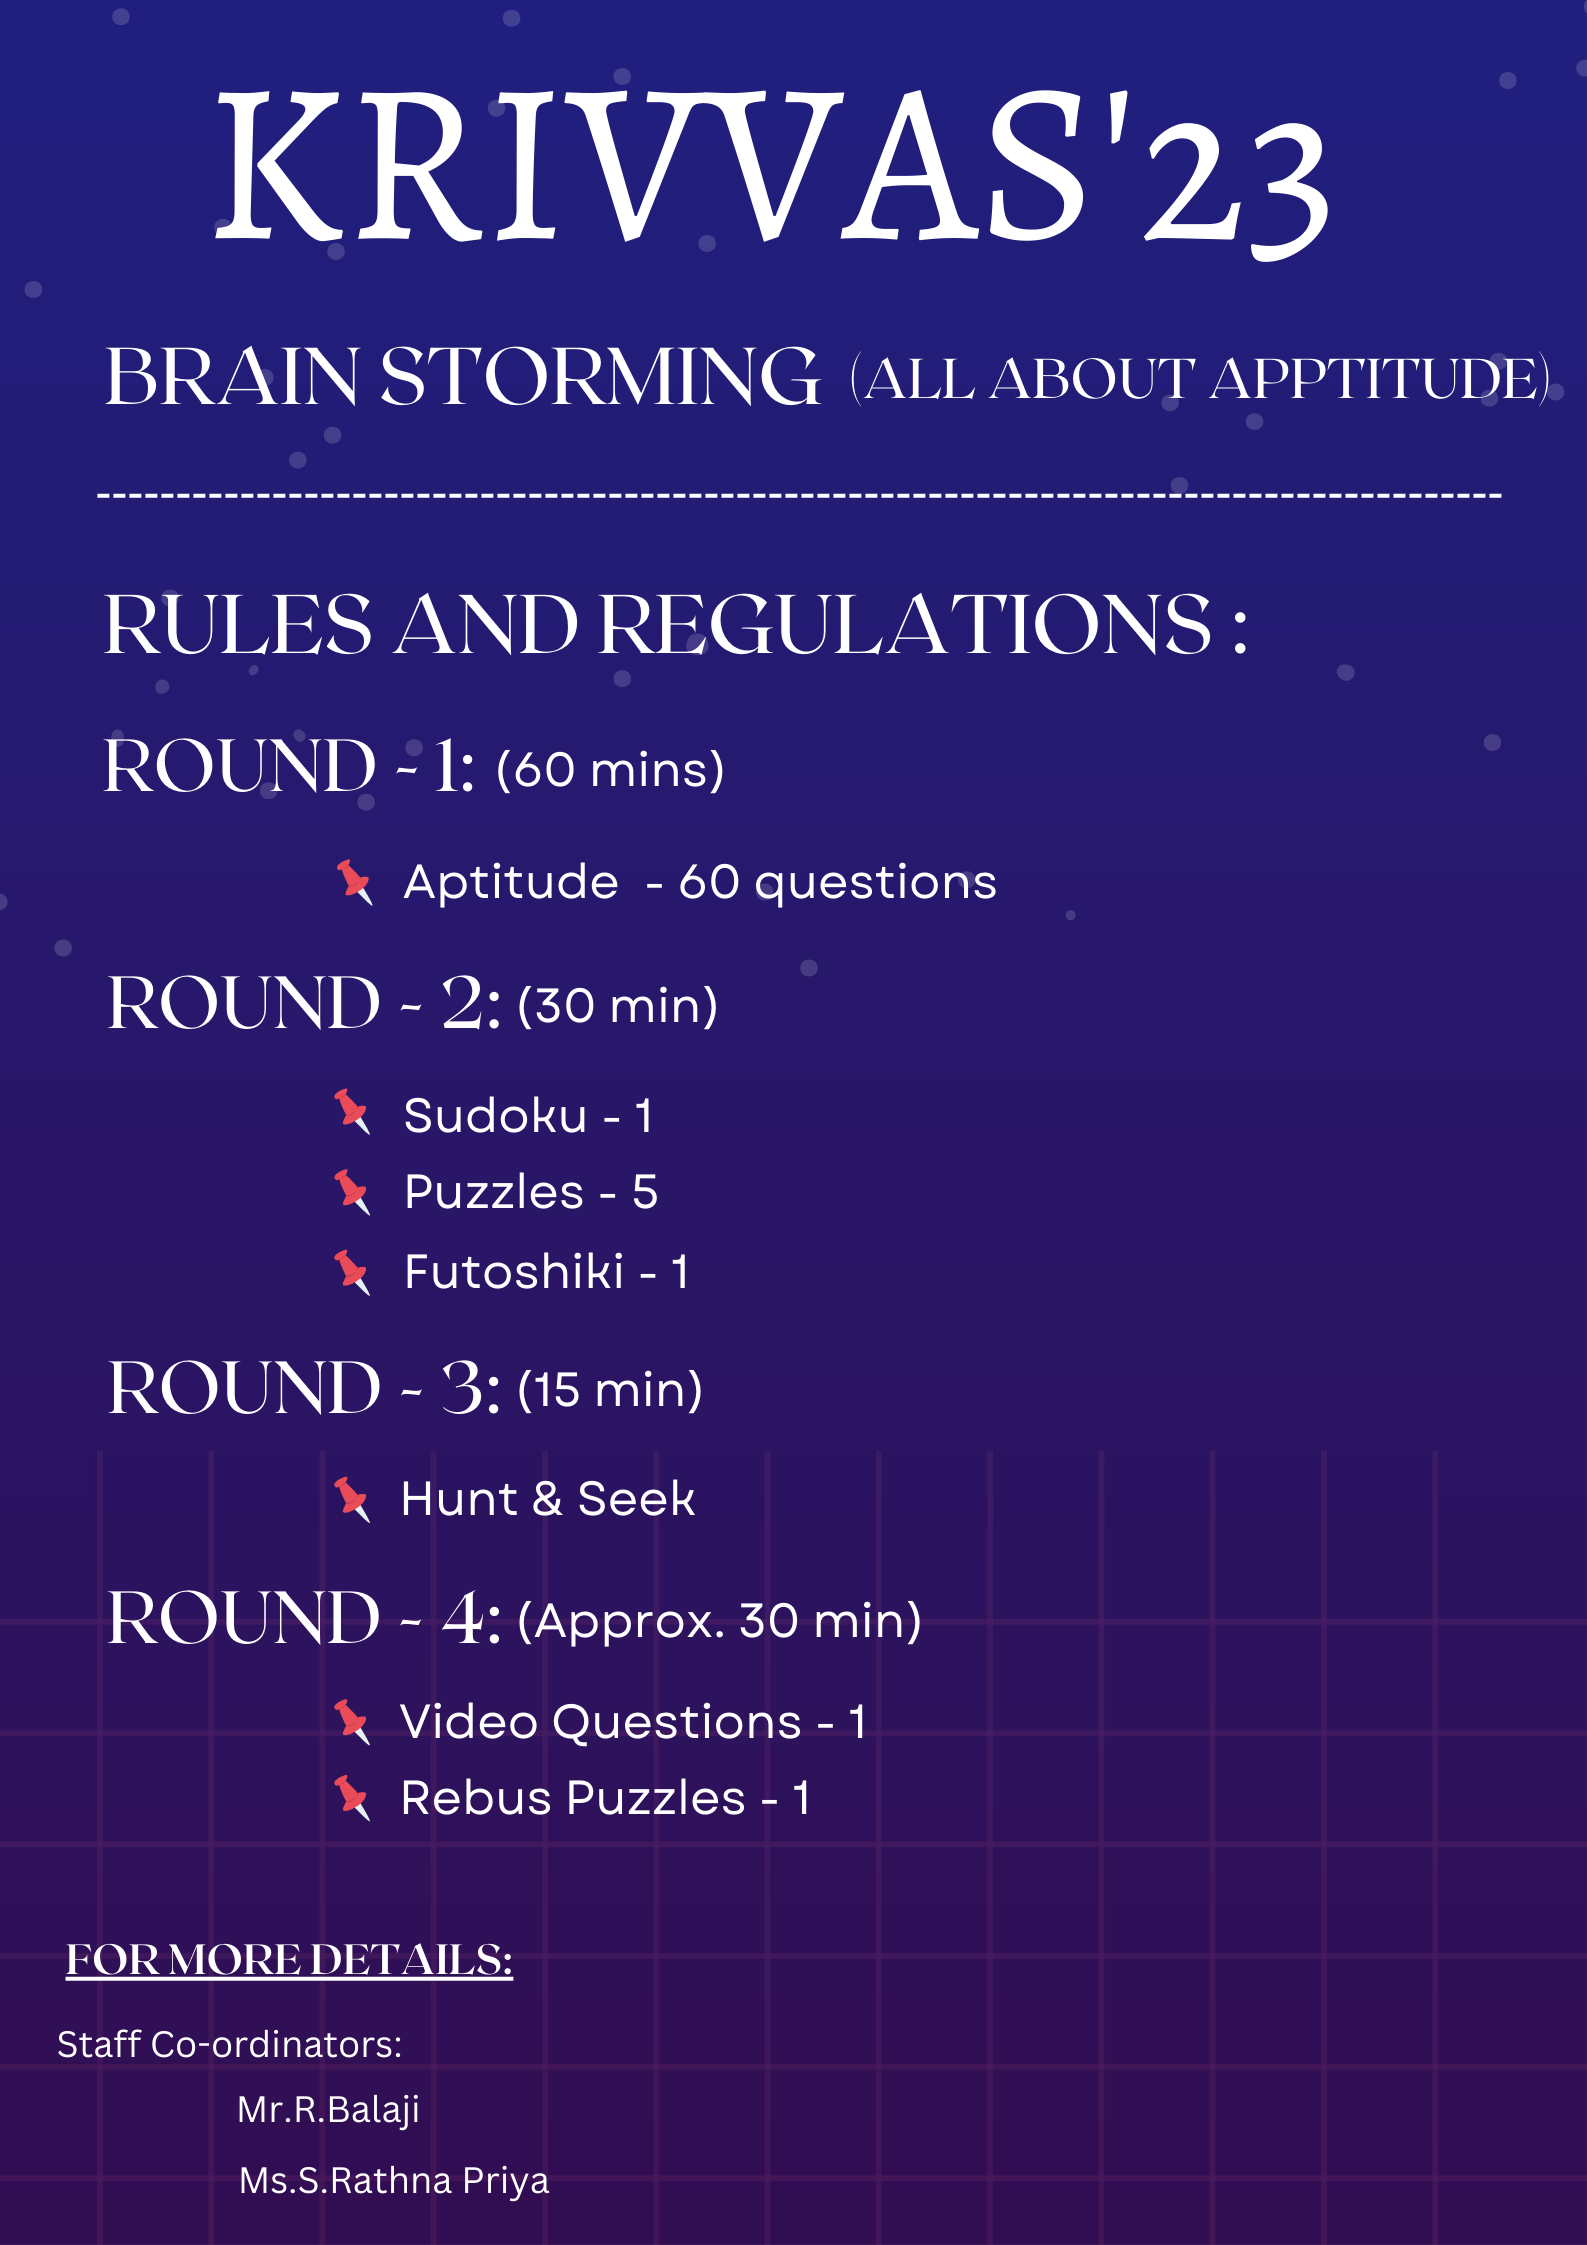 KRIVVAS'23
BRAIN STORMING (ALL ABOUT APPTITUDE)
--------------------------------------------------------------------------------
RULES AND REGULATIONS :
ROUND - 1: (60 mins)
Aptitude  - 60 questions
ROUND - 2: (30 min)
Sudoku - 1
Puzzles - 5
Futoshiki - 1
ROUND - 3: (15 min)
Hunt & Seek
ROUND - 4: (Approx. 30 min)
Video Questions - 1
Rebus Puzzles - 1
FOR MORE DETAILS:
Staff Co-ordinators:
Mr.R.Balaji
Ms.S.Rathna Priya